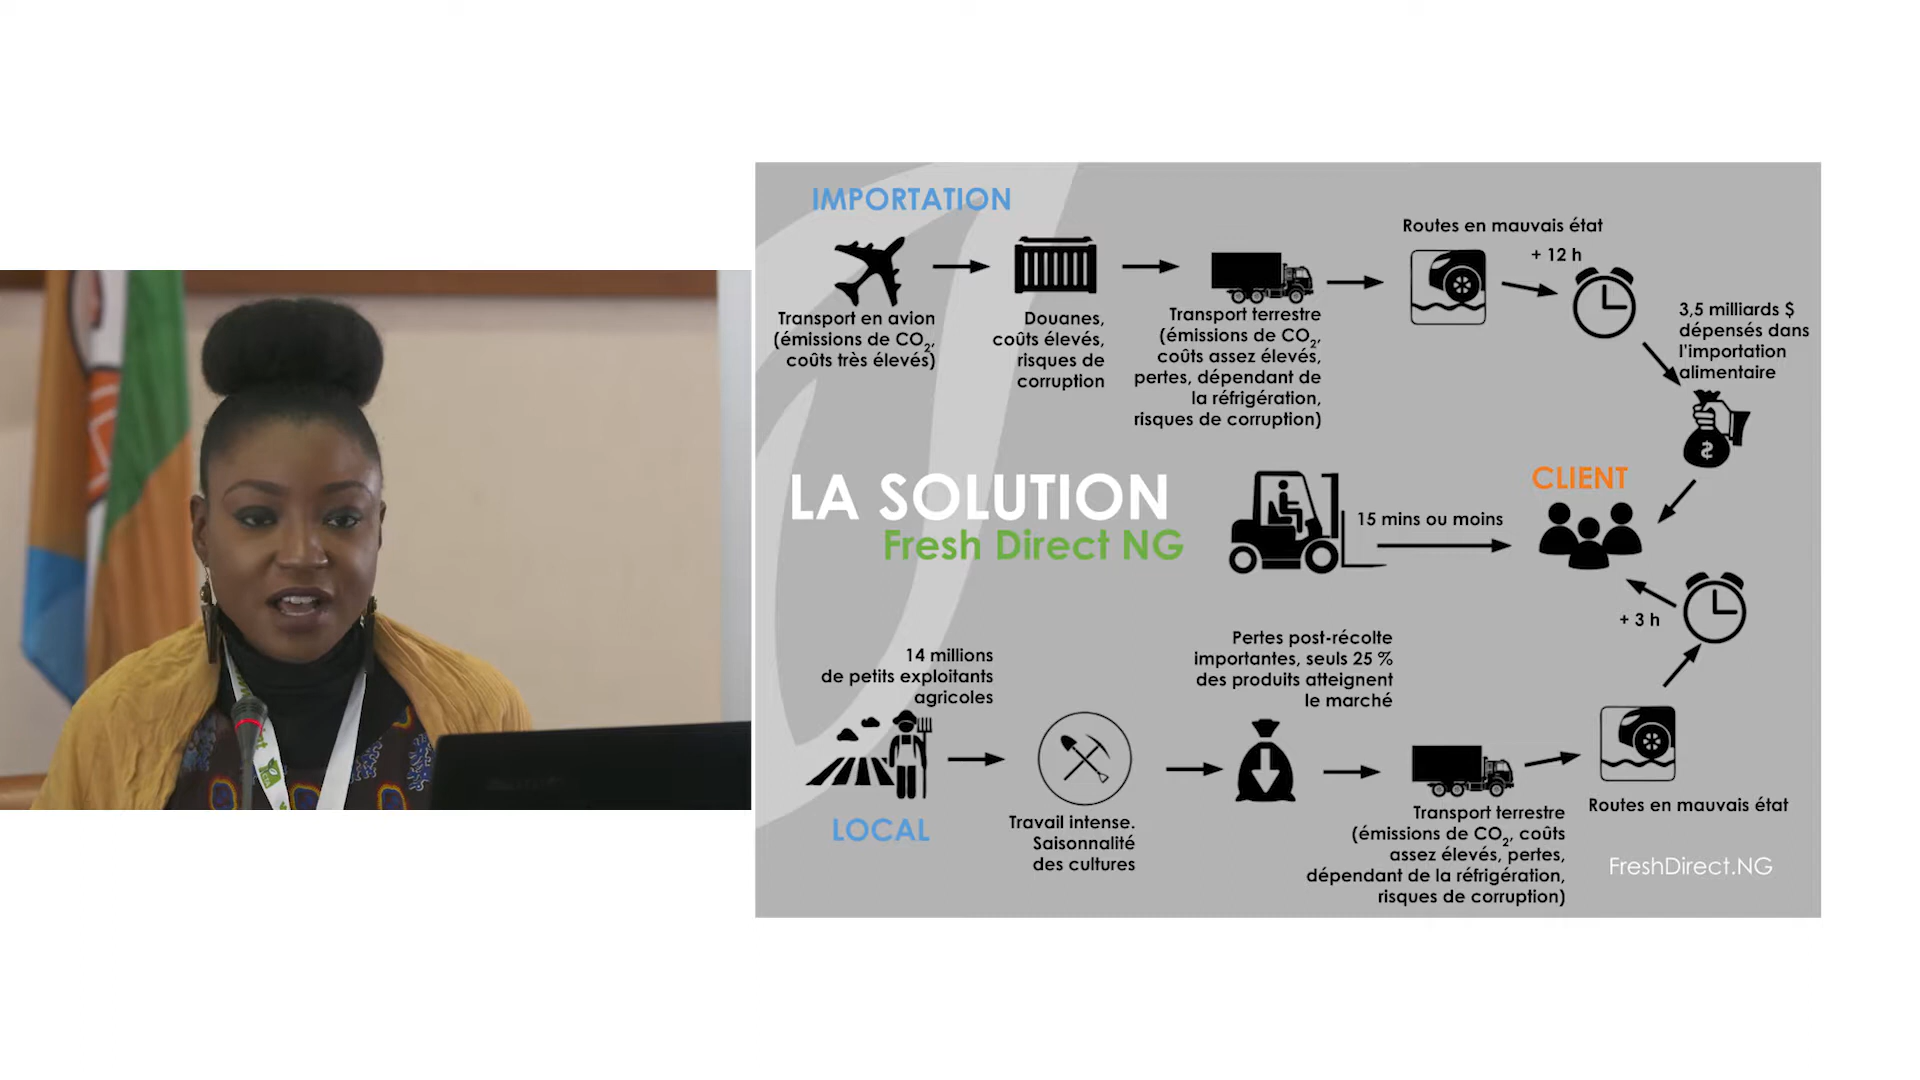 IMPORTATION
Transport en avion
(émissions de CO2,
coûts très élevés)
Douanes,
coûts élevés,
risques de
corruption
Transport terrestre
(émissions de CO2,
coûts assez élevés,
pertes, dépendant de
la réfrigération,
risques de corruption)
Routes en mauvais état
+ 12 h
3,5 milliards $
dépensés dans
l'importation
alimentaire
LA SOLUTION
Fresh Direct NG
15 mins ou moins
CLIENT
+ 3 h
14 millions
de petits exploitants
agricoles
LOCAL
Travail intense.
Saisonnalité
des cultures
Pertes post-récolte
importantes, seuls 25 %
des produits atteignent
le marché
Transport terrestre
(émissions de CO2, coûts
assez élevés, pertes,
dépendant de la réfrigération,
risques de corruption)
Routes en mauvais état
FreshDirect.NG